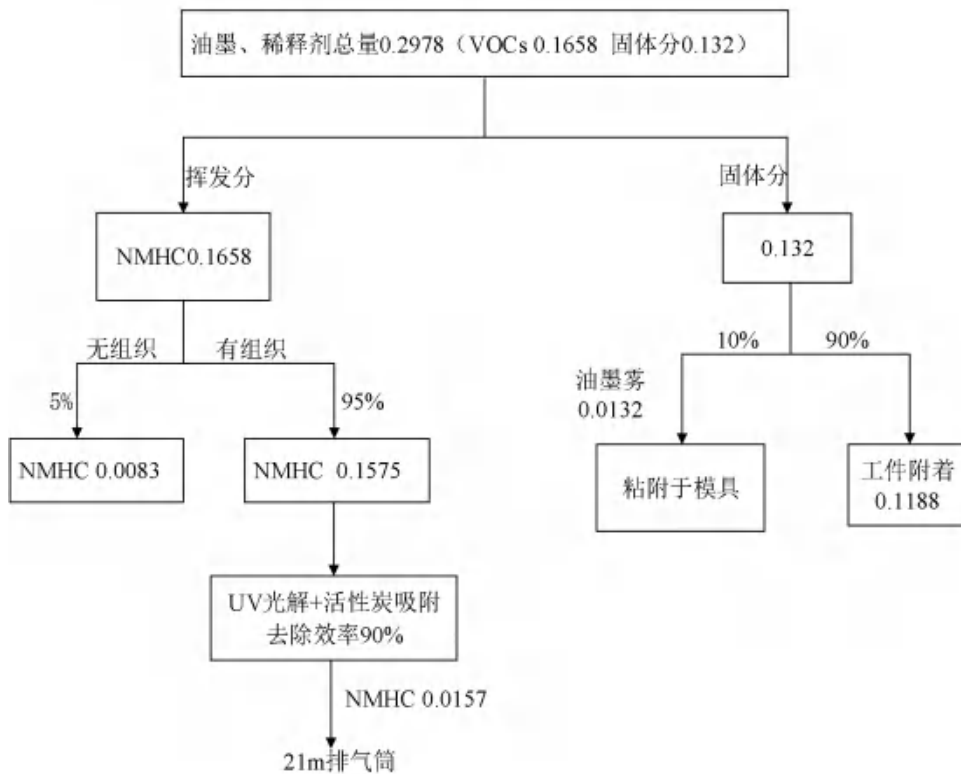 油墨、稀释剂总量0.2978（VOCs 0.1658 固体分0.132）
挥发分
固体分
NMHC0.1658
0.132
无组织
有组织
10%
90%
5%
95%
油墨雾
0.0132
NMHC 0.0083
NMHC 0.1575
粘附于模具
工件附着
0.1188
UV光解+活性炭吸附
去除效率90%
NMHC 0.0157
21m排气筒